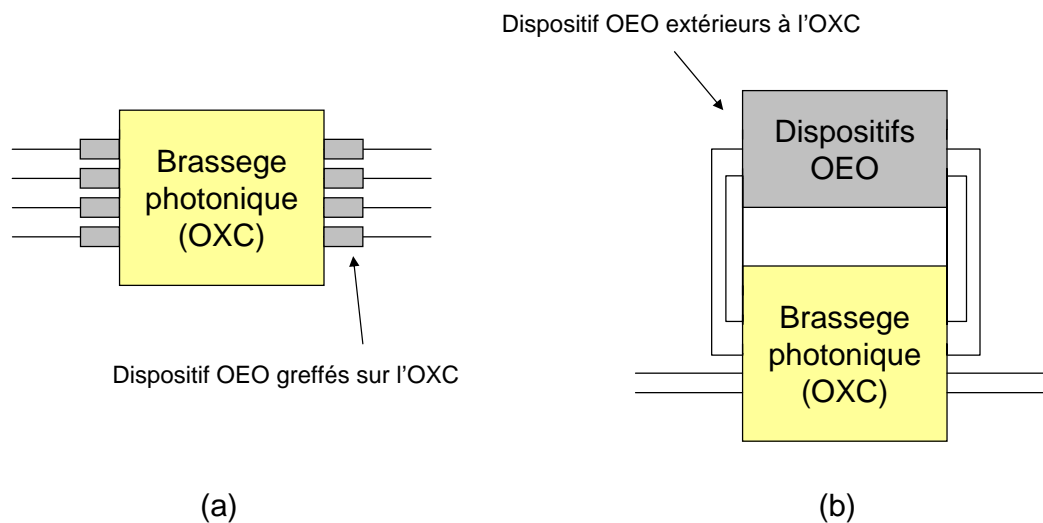 Dispositif OEO extérieurs à l'OXC
Brassege
photonique
(OXC)
Dispositif OEO greffés sur l'OXC
(a)
Dispositifs
OEO
Brassege
photonique
(OXC)
(b)